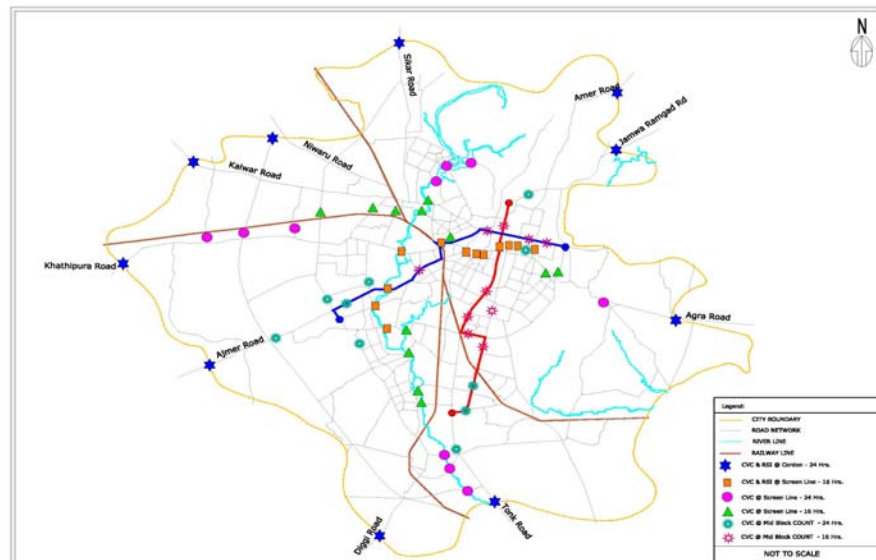 N
Sikar Road
Amer Road
Jamwa Ramgad Rd
Niwaru Road
Kalwar Road
Khathipura Road
Agra Road
Ajmer Road
Tonk Road
Diggi Road
Legend:
CITY BOUNDARY
ROAD NETWORK
RIVER LINE
RAILWAY LINE
CVC & RSI @ Cordon - 24 Hrs.
CVC & RSI @ Screen Line - 16 Hrs.
CVC @ Screen Line - 24 Hrs.
CVC @ Screen Line - 16 Hrs.
CVC @ Mid Block COUNT - 24 Hrs.
CVC @ Mid Block COUNT - 16 Hrs.
NOT TO SCALE